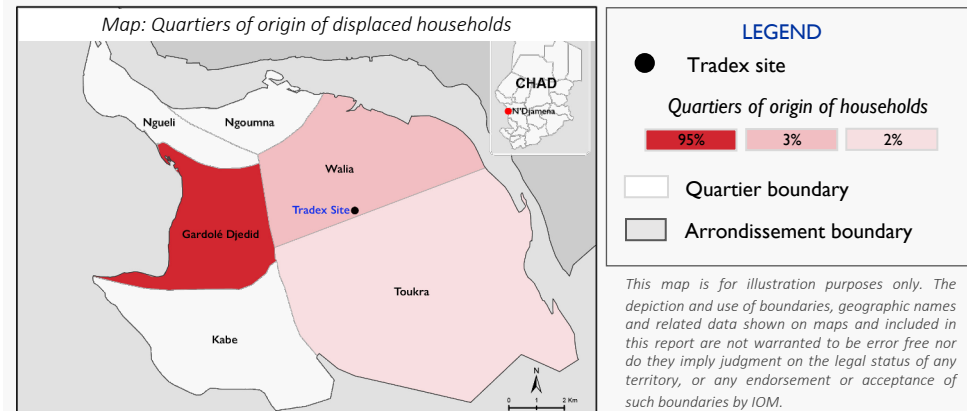 Map: Quartiers of origin of displaced households
CHAD
N'Djamena
Ngueli
Ngoumna
Walia
Tradex Site
Gardolé Djedid
Toukra
Kabe
N
0 1 2 Km
LEGEND
Tradex site
Quartiers of origin of households
95% 3% 2%
Quartier boundary
Arrondissement boundary
This map is for illustration purposes only. The
depiction and use of boundaries, geographic names
and related data shown on maps and included in
this report are not warranted to be error free nor
do they imply judgment on the legal status of any
territory, or any endorsement or acceptance of
such boundaries by IOM.